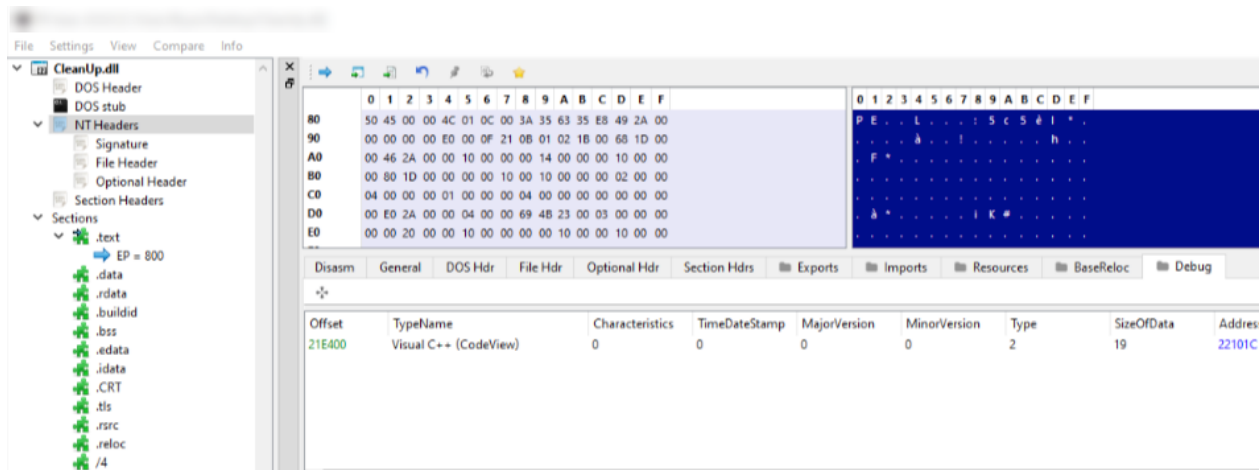 File Settings View Compare Info
CleanUp.dll
DOS Header
DOS stub
NT Headers
Signature
File Header
Optional Header
Section Headers
Sections
.text
EP = 800
.data
.rdata
.buildid
.bss
.edata
.idata
.CRT
.tls
.rsrc
.reloc
/4
0 1 2 3 4 5 6 7 8 9 A B C D E F
80 50 45 00 00 4C 01 0C 00 3A 35 63 35 E8 49 2A 00
90 00 00 00 00 E0 00 0F 21 0B 01 02 1B 00 68 1D 00
A0 00 46 2A 00 00 10 00 00 00 14 00 00 00 10 00 00
B0 00 80 1D 00 00 00 00 10 00 10 00 00 00 02 00 00
C0 04 00 00 00 01 00 00 00 04 00 00 00 00 00 00 00
D0 00 E0 2A 00 00 04 00 00 69 4B 23 00 03 00 00 00
E0 00 00 20 00 00 10 00 00 00 00 10 00 00 10 00 00
0 1 2 3 4 5 6 7 8 9 A B C D E F
P E . . L . . . : 5 c 5 è I * .
. . . . à . . ! . . . . . h . .
. F * . . . . . . . . . . . . .
. . . . . . . . . . . . . . . .
. . . . . . . . . . . . . . . .
. à * . . . . . i K # . . . . .
. . . . . . . . . . . . . . . .
Disasm General DOS Hdr File Hdr Optional Hdr Section Hdrs Exports Imports Resources BaseReloc Debug
Offset TypeName Characteristics TimeDateStamp MajorVersion MinorVersion Type SizeOfData Addres
21E400 Visual C++ (CodeView) 0 0 0 0 2 19 22101C